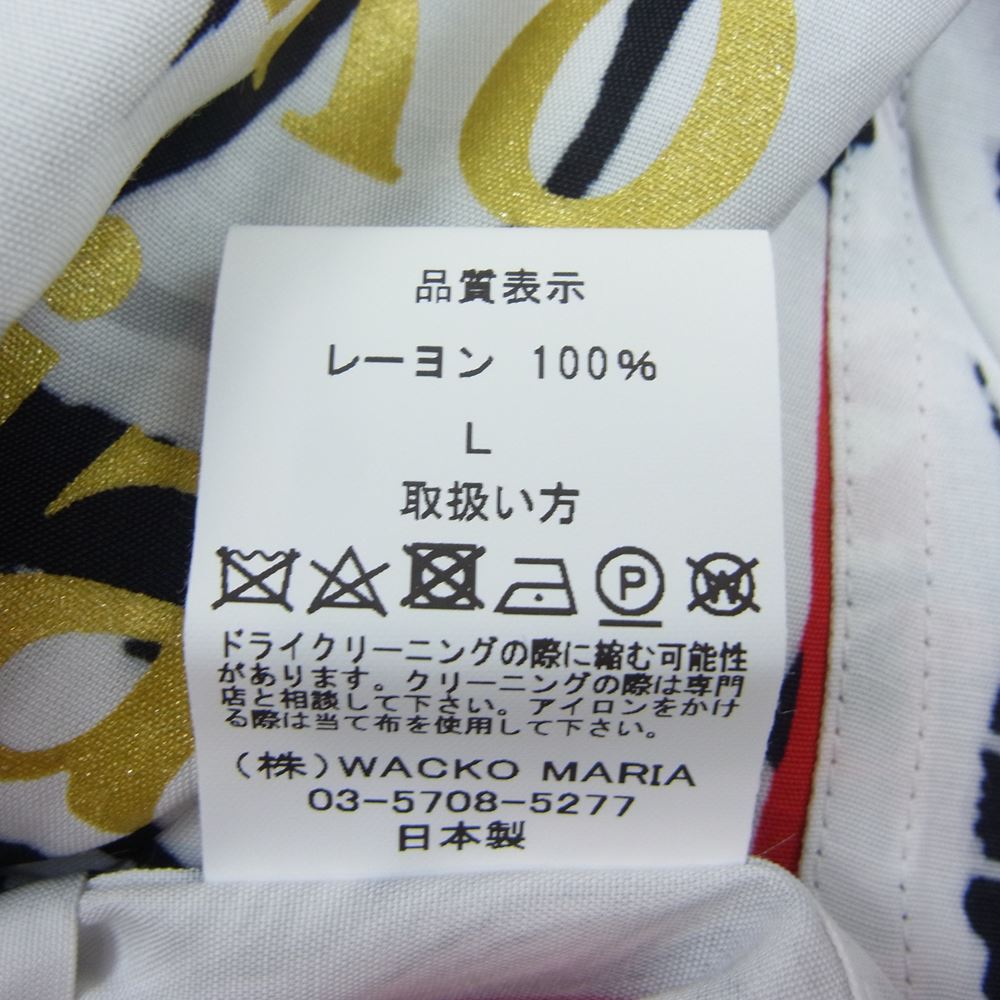 品質表示
レーヨン 100%
L
取扱い方
P
W
ドライクリーニングの際に縮む可能性
があります。クリーニングの際は専門
店と相談して下さい。アイロンをかけ
る際は当て布を使用して下さい。
(株)WACKO MARIA
03-5708-5277
日本製